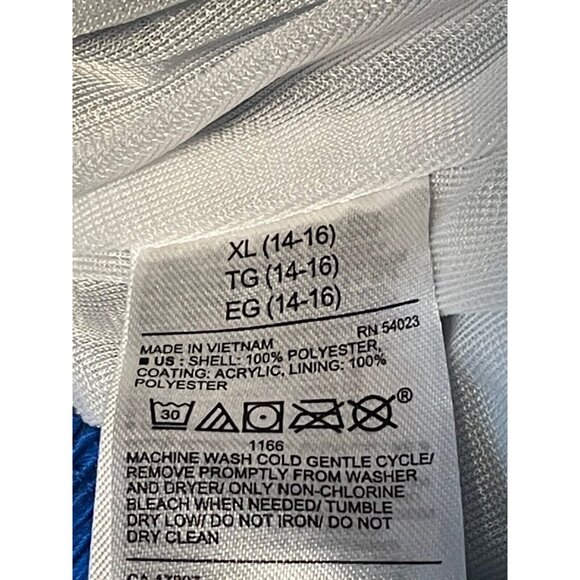 XL (14-16)
TG (14-16)
EG (14-16)
RN 54023
MADE IN VIETNAM
■ US : SHELL: 100% POLYESTER,
COATING: ACRYLIC, LINING: 100%
POLYESTER
30
®
1166
MACHINE WASH COLD GENTLE CYCLE/
REMOVE PROMPTLY FROM WASHER
AND DRYER/ ONLY NON-CHLORINE
BLEACH WHEN NEEDED/ TUMBLE
DRY LOW/ DO NOT IRON/ DO NOT
DRY CLEAN